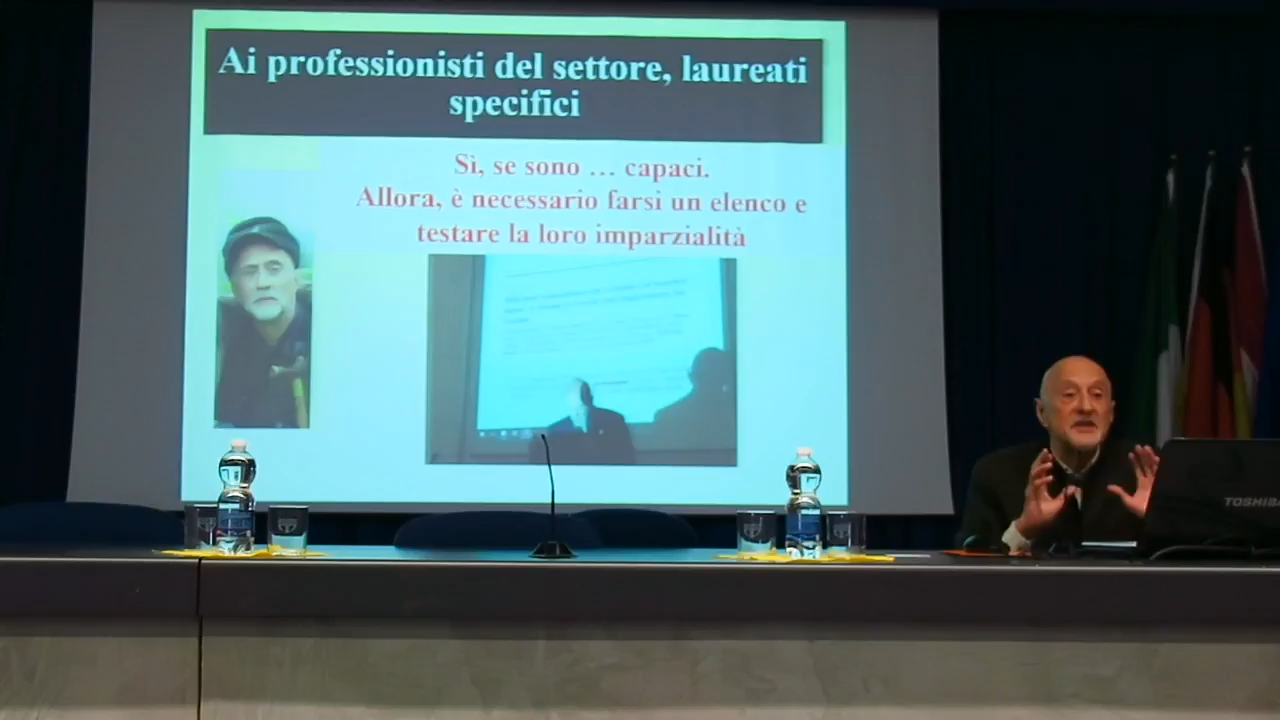 Ai professionisti del settore, laureati
specifici
Sì, se sono … capaci.
Allora, è necessario farsi un elenco e
testare la loro imparzialità
TOSHIBA